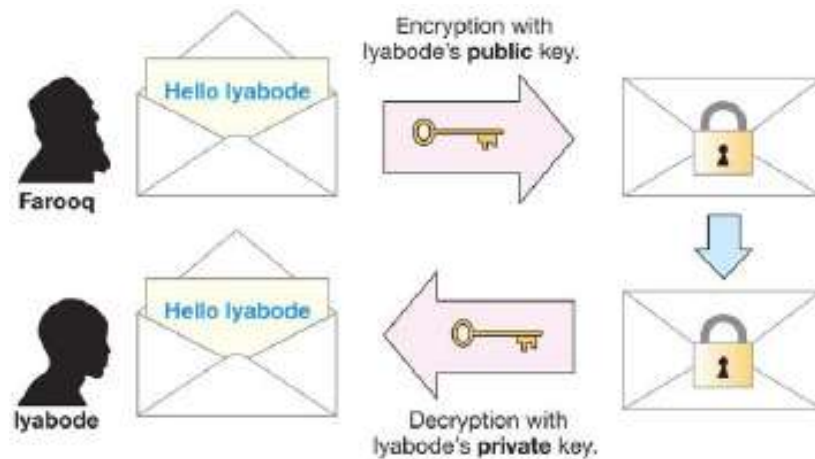 Encryption with
Iyabode's public key.
Hello Iyabode
Farooq
Hello Iyabode
Iyabode
Decryption with
Iyabode's private key.